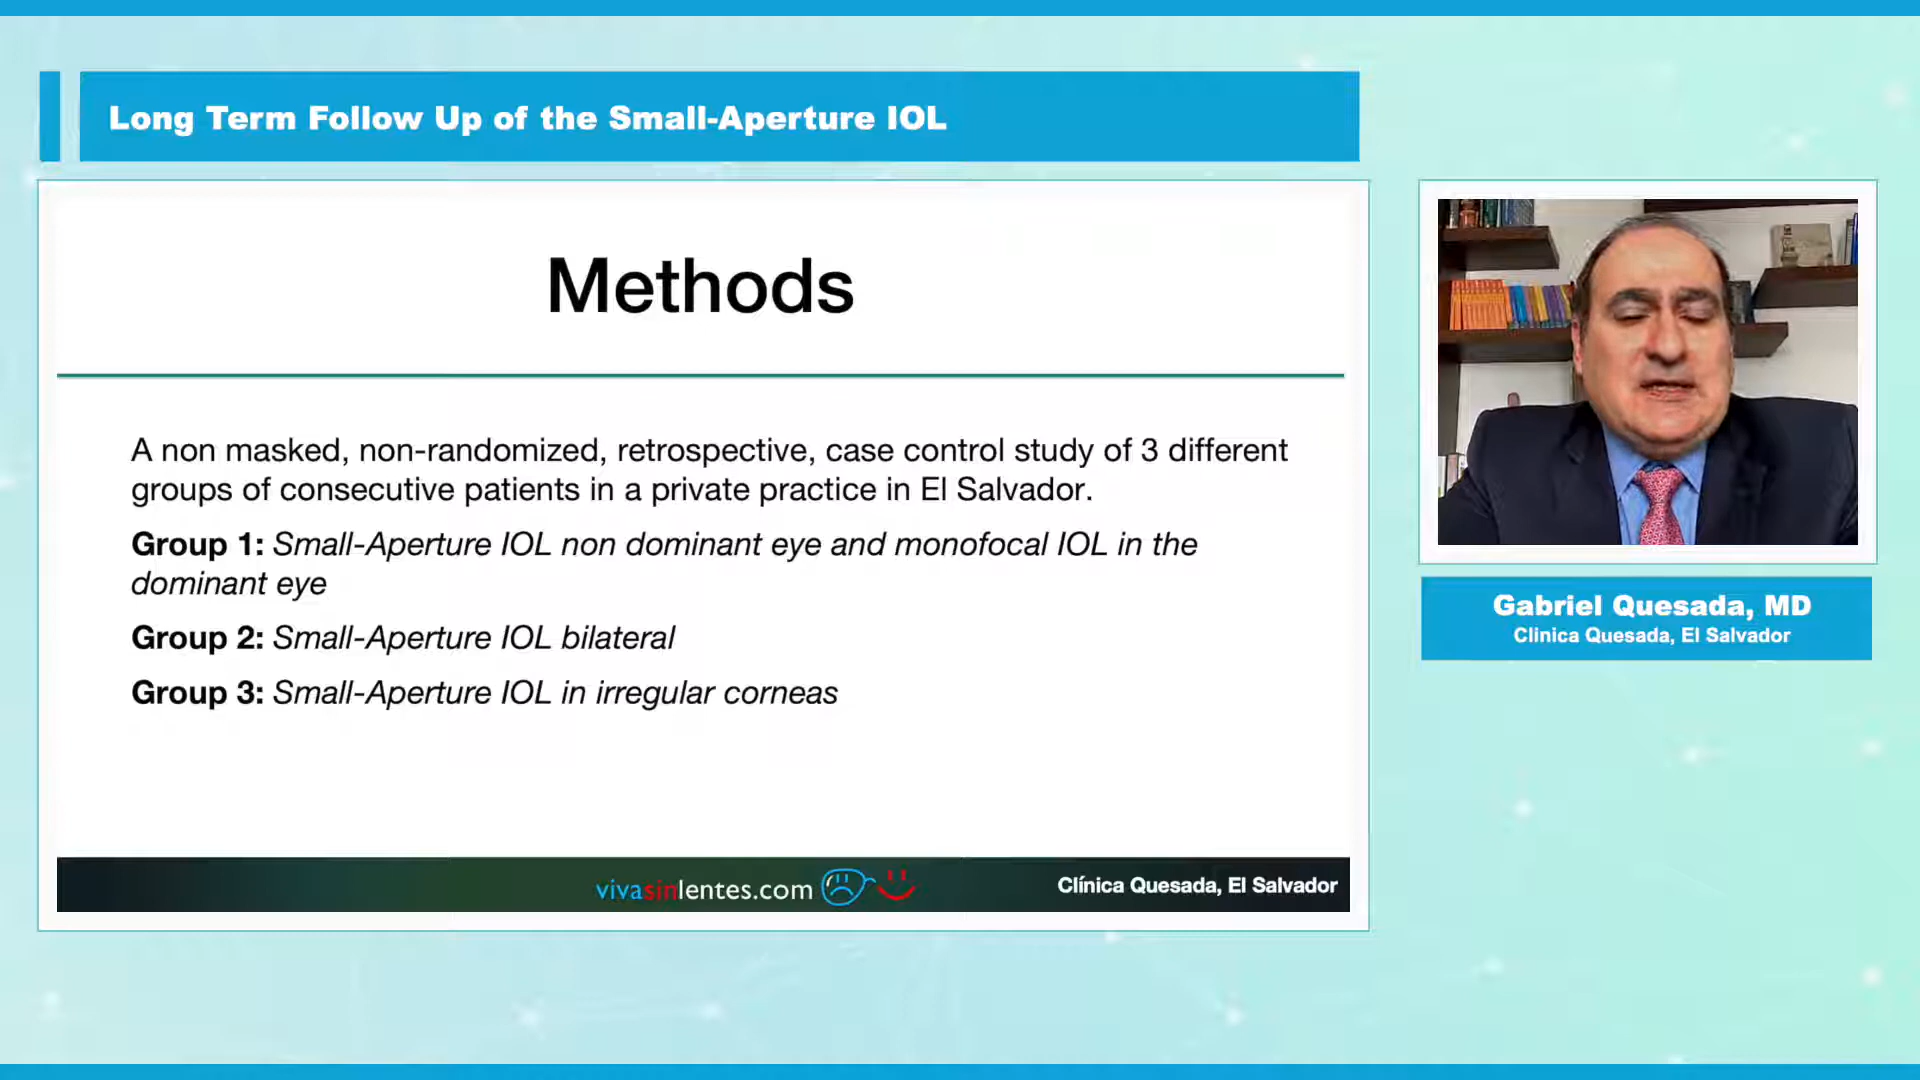 Long Term Follow Up of the Small-Aperture IOL
Methods
A non masked, non-randomized, retrospective, case control study of 3 different
groups of consecutive patients in a private practice in El Salvador.
Group 1: Small-Aperture IOL non dominant eye and monofocal IOL in the
dominant eye
Group 2: Small-Aperture IOL bilateral
Group 3: Small-Aperture IOL in irregular corneas
vivasinlentes.com
Clínica Quesada, El Salvador
Gabriel Quesada, MD
Clinica Quesada, El Salvador